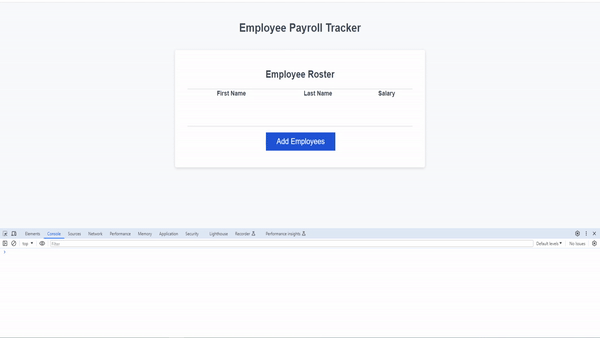 Employee Payroll Tracker
Employee Roster
First Name Last Name Salary
Add Employees
Elements Console Sources Network Performance Memory Application Security Lighthouse Recorder Performance insights
top Filter Default levels No Issues